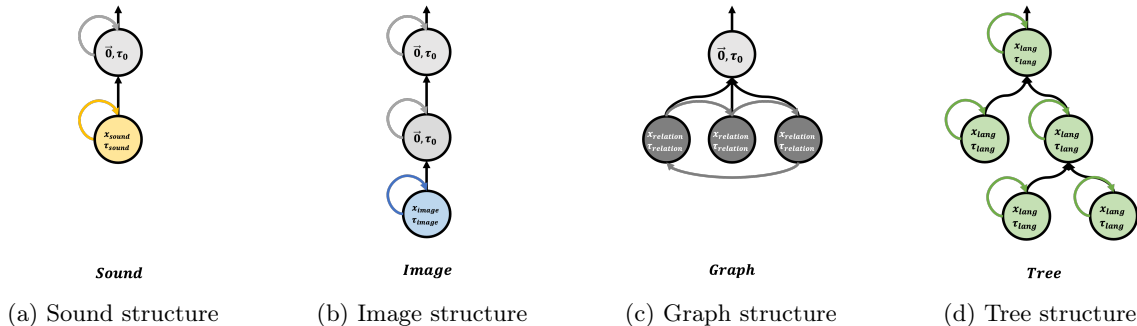 0⃗, τ₀
x_sound
τ_sound
Sound
(a) Sound structure
0⃗, τ₀
0⃗, τ₀
x_image
τ_image
Image
(b) Image structure
0⃗, τ₀
x_relation
τ_relation
x_relation
τ_relation
x_relation
τ_relation
Graph
(c) Graph structure
x_lang
τ_lang
x_lang
τ_lang
x_lang
τ_lang
x_lang
τ_lang
x_lang
τ_lang
Tree
(d) Tree structure